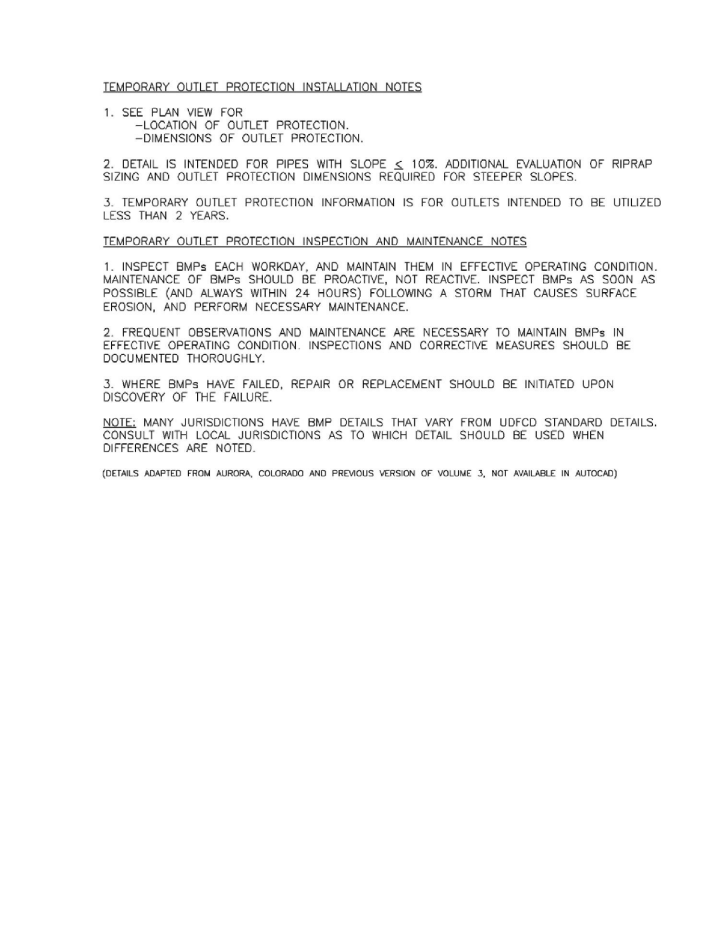 TEMPORARY OUTLET PROTECTION INSTALLATION NOTES
1. SEE PLAN VIEW FOR
-LOCATION OF OUTLET PROTECTION.
-DIMENSIONS OF OUTLET PROTECTION.
2. DETAIL IS INTENDED FOR PIPES WITH SLOPE ≤ 10%. ADDITIONAL EVALUATION OF RIPRAP
SIZING AND OUTLET PROTECTION DIMENSIONS REQUIRED FOR STEEPER SLOPES.
3. TEMPORARY OUTLET PROTECTION INFORMATION IS FOR OUTLETS INTENDED TO BE UTILIZED
LESS THAN 2 YEARS.
TEMPORARY OUTLET PROTECTION INSPECTION AND MAINTENANCE NOTES
1. INSPECT BMPs EACH WORKDAY, AND MAINTAIN THEM IN EFFECTIVE OPERATING CONDITION.
MAINTENANCE OF BMPs SHOULD BE PROACTIVE, NOT REACTIVE. INSPECT BMPs AS SOON AS
POSSIBLE (AND ALWAYS WITHIN 24 HOURS) FOLLOWING A STORM THAT CAUSES SURFACE
EROSION, AND PERFORM NECESSARY MAINTENANCE.
2. FREQUENT OBSERVATIONS AND MAINTENANCE ARE NECESSARY TO MAINTAIN BMPs IN
EFFECTIVE OPERATING CONDITION. INSPECTIONS AND CORRECTIVE MEASURES SHOULD BE
DOCUMENTED THOROUGHLY.
3. WHERE BMPs HAVE FAILED, REPAIR OR REPLACEMENT SHOULD BE INITIATED UPON
DISCOVERY OF THE FAILURE.
NOTE: MANY JURISDICTIONS HAVE BMP DETAILS THAT VARY FROM UDFCD STANDARD DETAILS.
CONSULT WITH LOCAL JURISDICTIONS AS TO WHICH DETAIL SHOULD BE USED WHEN
DIFFERENCES ARE NOTED.
(DETAILS ADAPTED FROM AURORA, COLORADO AND PREVIOUS VERSION OF VOLUME 3, NOT AVAILABLE IN AUTOCAD)